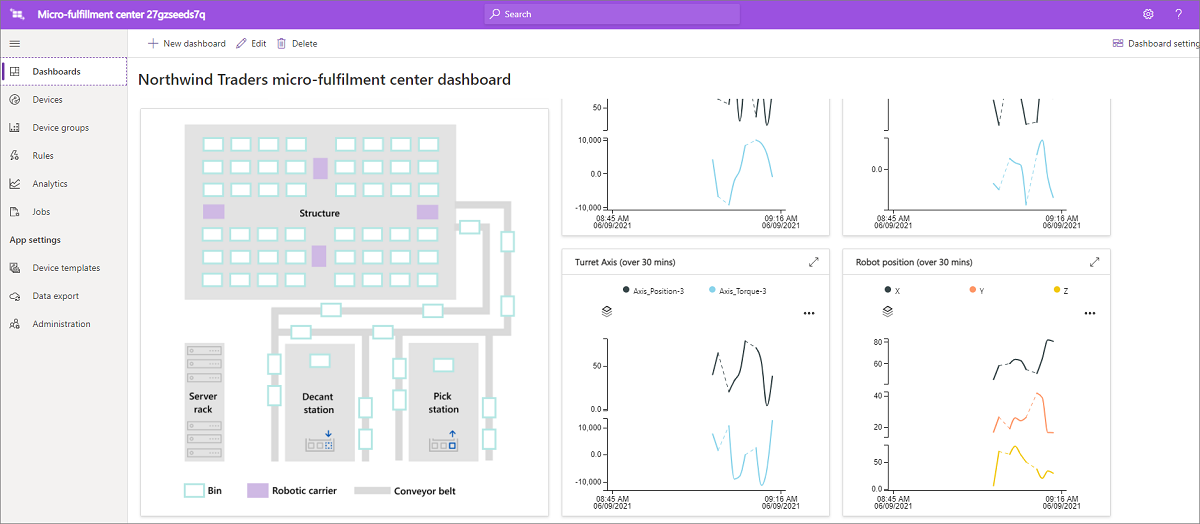 Micro-fulfillment center 27gzseeds7q
Search
?
New dashboard
Edit
Delete
Dashboard setting
Dashboards
Devices
Device groups
Rules
Analytics
Jobs
App settings
Device templates
Data export
Administration
Northwind Traders micro-fulfilment center dashboard
Structure
Server
rack
Decant
station
Pick
station
Bin
Robotic carrier
Conveyor belt
50
10,000
0.0
-10,000
08:45 AM
06/09/2021
09:16 AM
06/09/2021
0.0
08:45 AM
06/09/2021
09:16 AM
06/09/2021
Turret Axis (over 30 mins)
Axis_Position-3
Axis_Torque-3
50
0.0
10,000
0.0
-10,000
08:45 AM
06/09/2021
09:16 AM
06/09/2021
Robot position (over 30 mins)
X
Y
Z
80
60
40
20
50
0.0
08:45 AM
06/09/2021
09:16 AM
06/09/2021